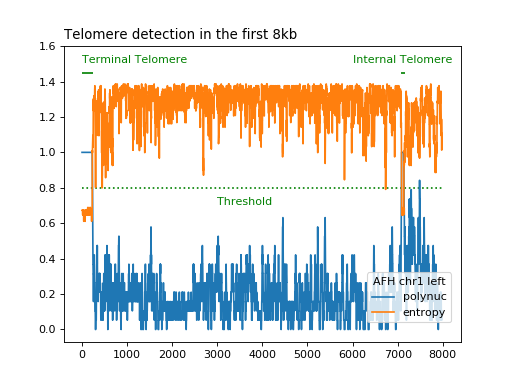 Telomere detection in the first 8kb
1.6
Terminal Telomere
Internal Telomere
1.4
1.2
1.0
0.8
Threshold
0.6
0.4
AFH chr1 left
0.2
polynuc
entropy
0.0
0
1000
2000
3000
4000
5000
6000
7000
8000